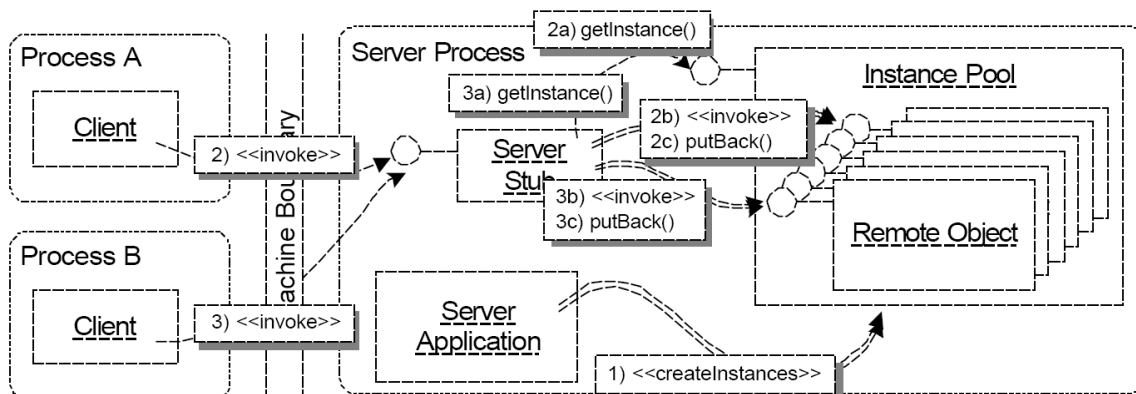 2a) getInstance()
Process A
Server Process
Instance Pool
3a) getInstance()
Client
2b) <<invoke>>
2c) putBack()
2) <<invoke>>
Server
Stub
3b) <<invoke>>
3c) putBack()
Remote Object
Process B
Client
3) <<invoke>>
Server
Application
1) <<createInstances>>